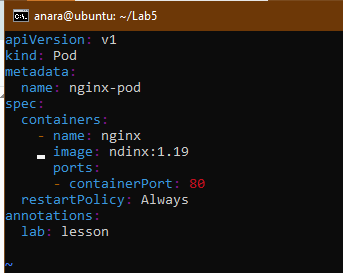 anara@ubuntu: ~/Lab5
apiVersion: v1
kind: Pod
metadata:
  name: nginx-pod
spec:
  containers:
    - name: nginx
      image: ndinx:1.19
      ports:
      - containerPort: 80
  restartPolicy: Always
annotations:
  lab: lesson
~